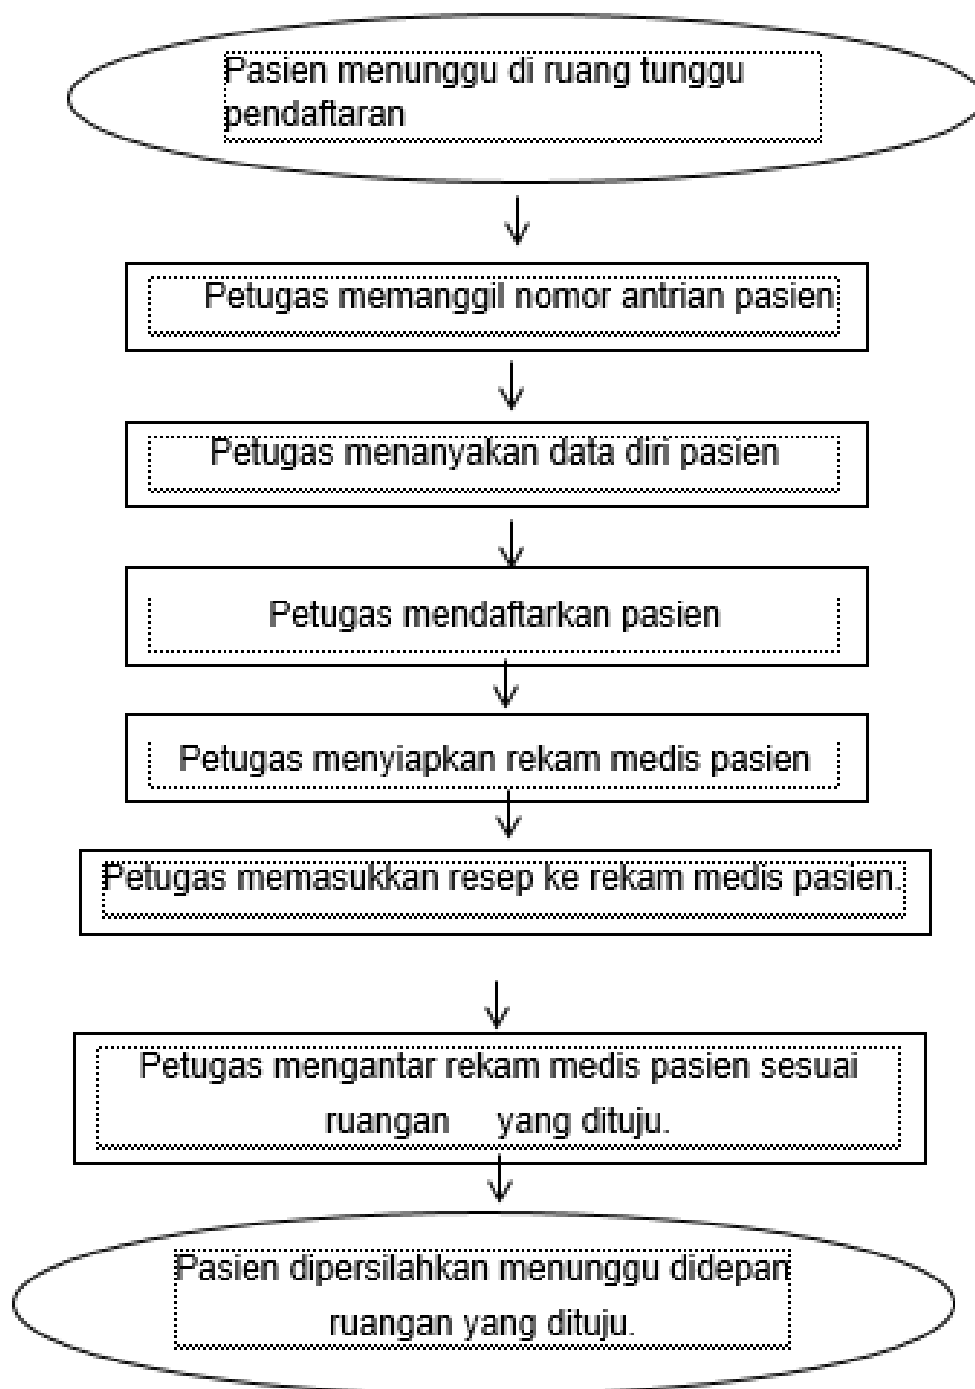 Pasien menunggu di ruang tunggu
pendaftaran
Petugas memanggil nomor antrian pasien
Petugas menanyakan data diri pasien
Petugas mendaftarkan pasien
Petugas menyiapkan rekam medis pasien
Petugas memasukkan resep ke rekam medis pasien.
Petugas mengantar rekam medis pasien sesuai
ruangan yang dituju.
Pasien dipersilahkan menunggu didepan
ruangan yang dituju.